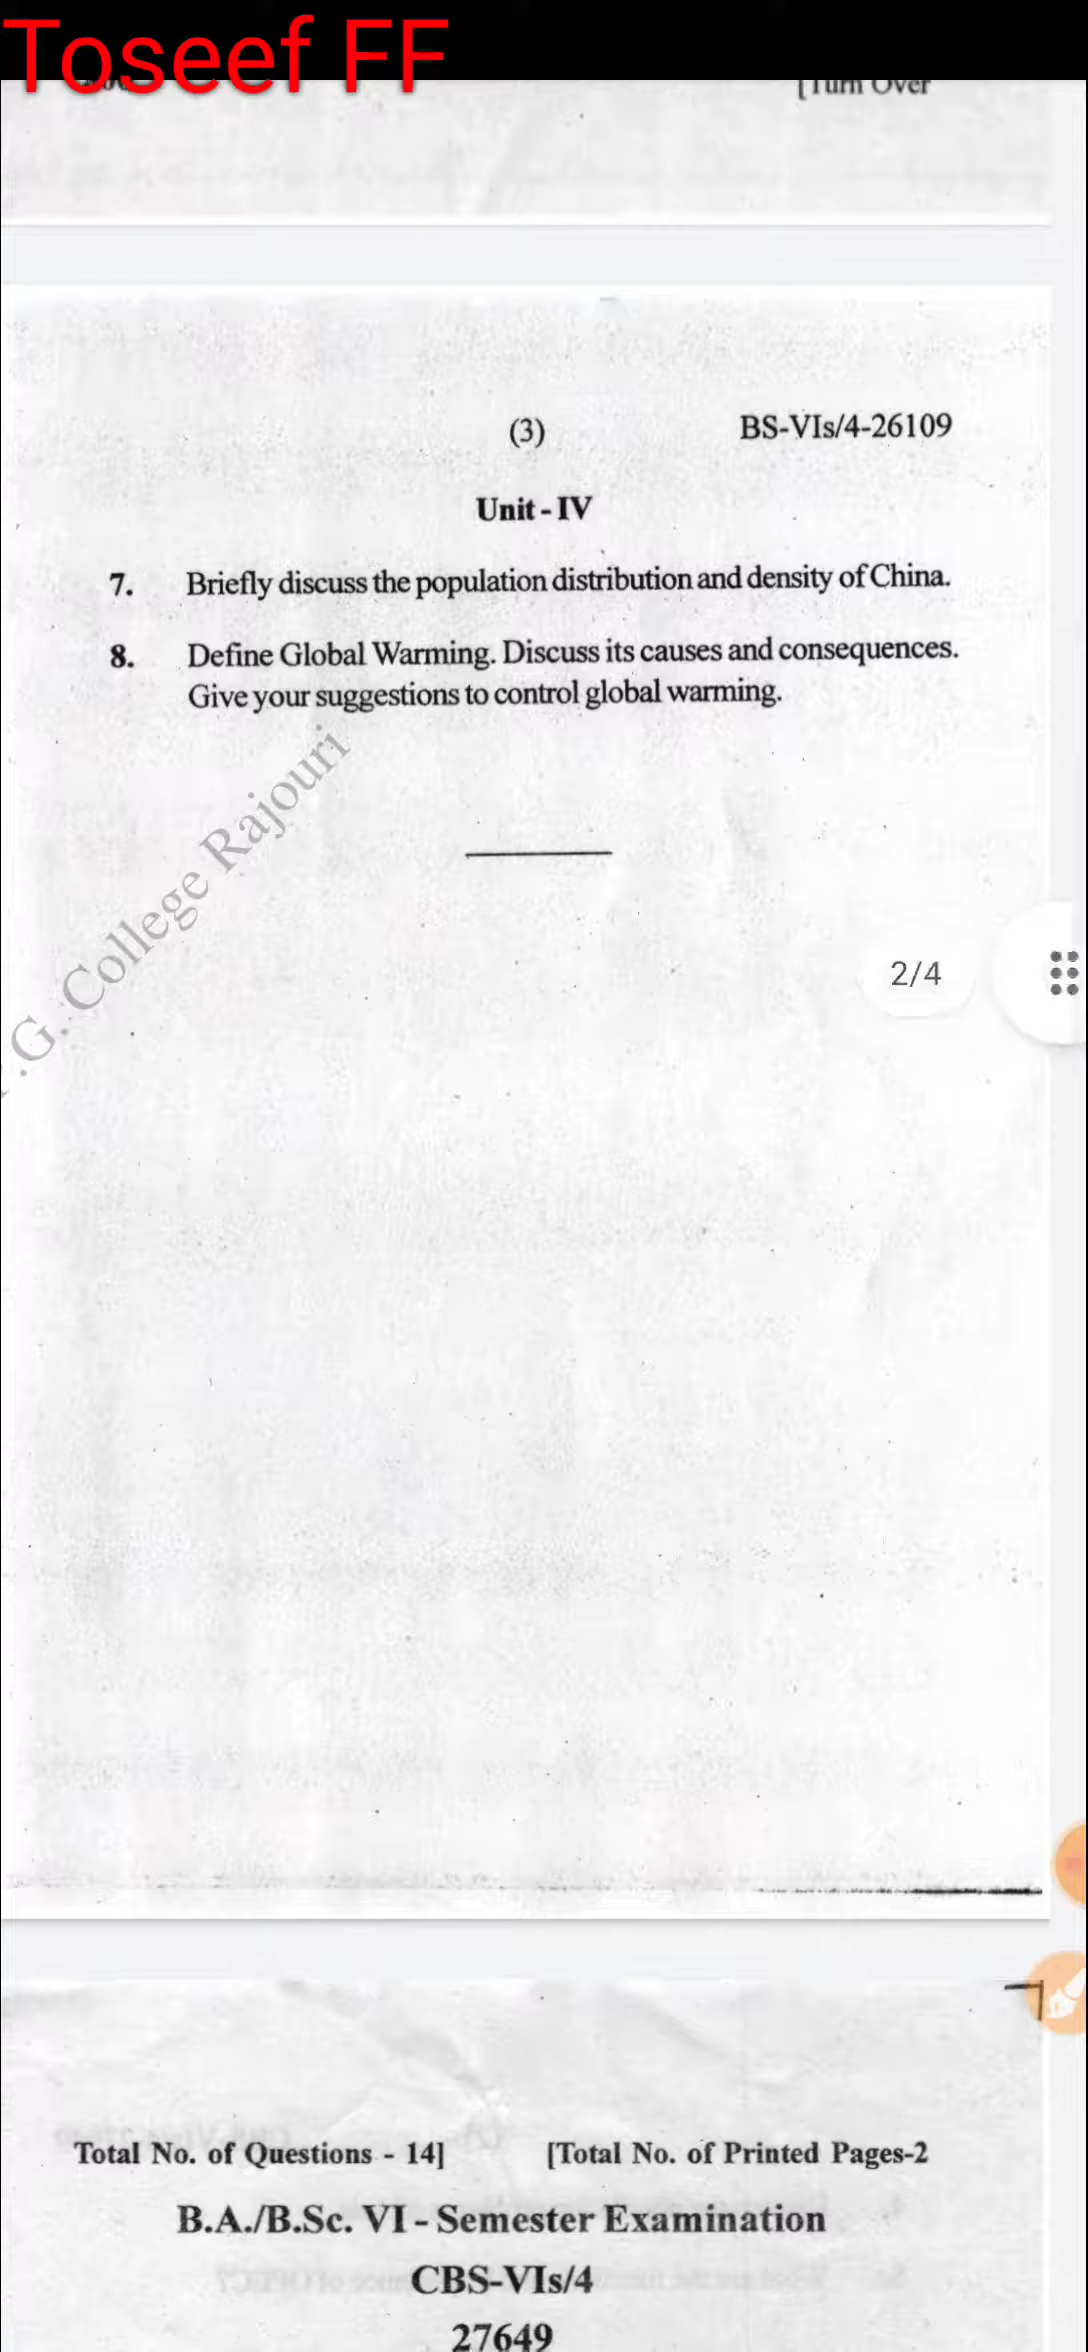 Toseef FF
[Turn Over
(3) BS-VIs/4-26109
Unit - IV
7. Briefly discuss the population distribution and density of China.
8. Define Global Warming. Discuss its causes and consequences.
Give your suggestions to control global warming.
G. College Rajouri
2/4
Total No. of Questions - 14] [Total No. of Printed Pages-2
B.A./B.Sc. VI - Semester Examination
CBS-VIs/4
27649